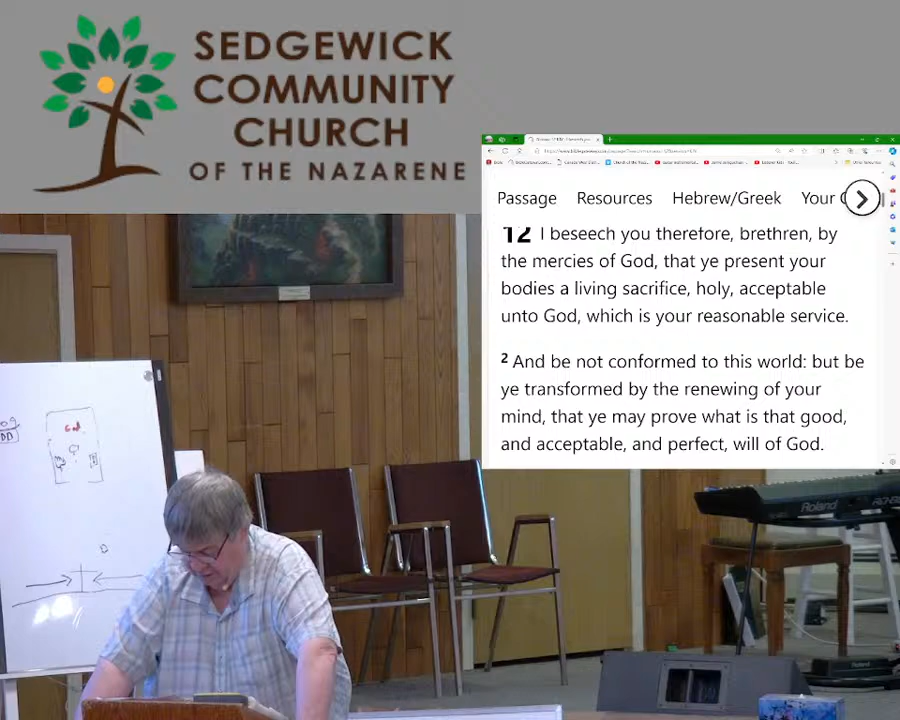 SEDGEWICK
COMMUNITY
CHURCH
OF THE NAZARENE
Passage Resources Hebrew/Greek Your
12 I beseech you therefore, brethren, by
the mercies of God, that ye present your
bodies a living sacrifice, holy, acceptable
unto God, which is your reasonable service.
2 And be not conformed to this world: but be
ye transformed by the renewing of your
mind, that ye may prove what is that good,
and acceptable, and perfect, will of God.
God
Roland
Roland